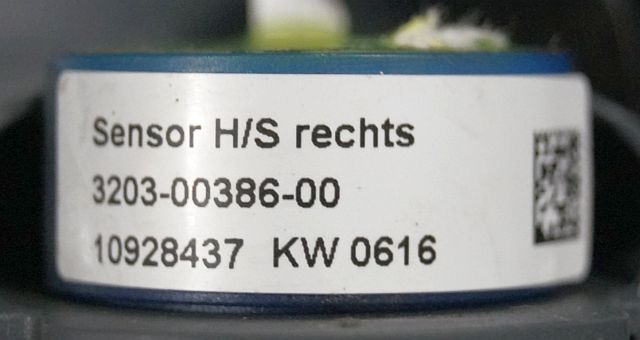 Sensor H/S rechts
3203-00386-00
10928437 KW 0616